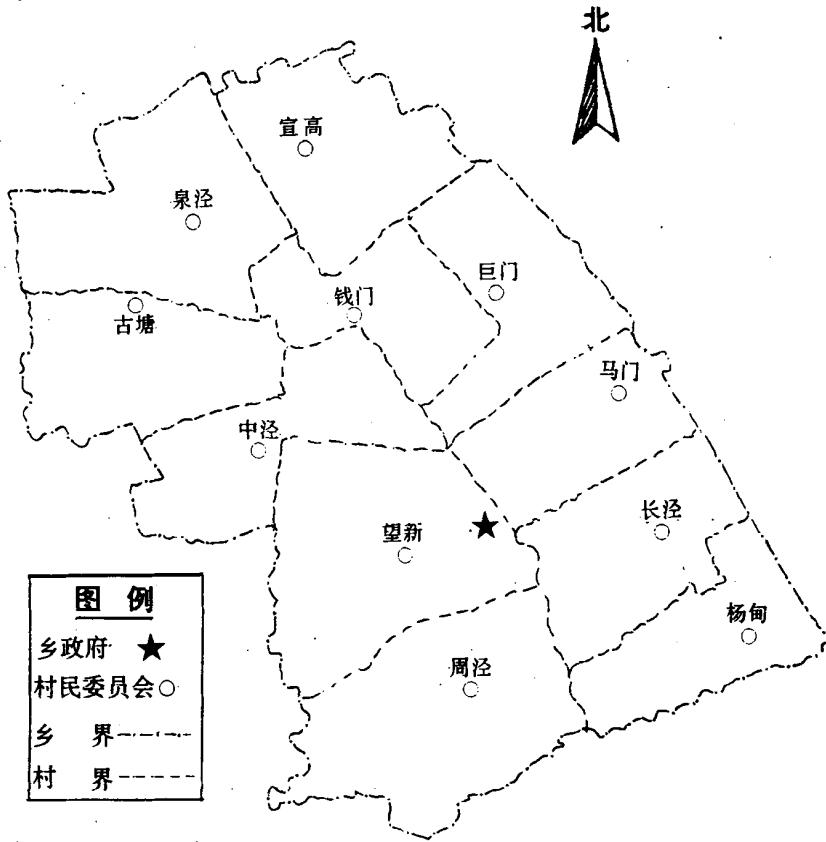 北
宣高
泉泾
巨门
钱门
古塘
马门
中泾
长泾
望新
杨甸
周泾
图 例
乡政府
村民委员会
乡 界
村 界